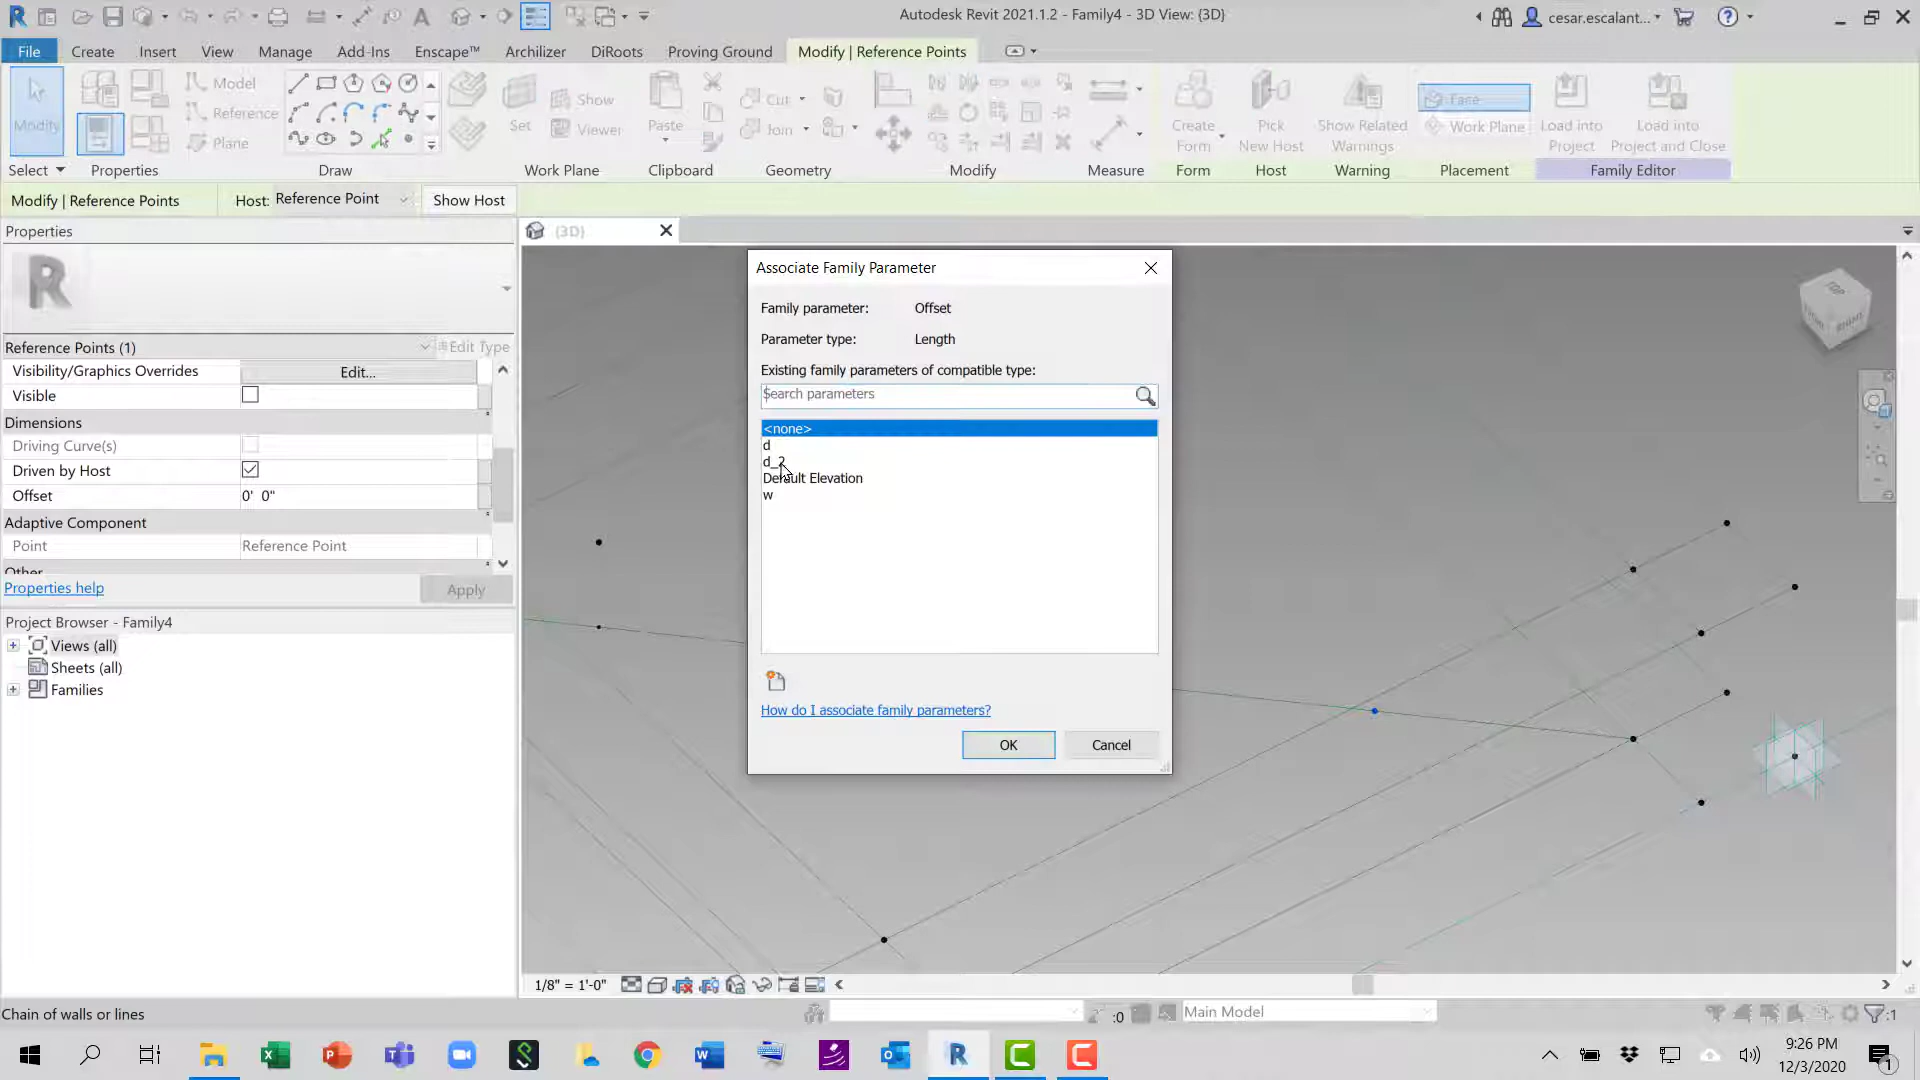 Autodesk Revit 2021.1.2 - Family4 - 3D View: {3D}
cesar.escalant...
File Create Insert View Manage Add-Ins Enscape™ Archilizer DiRoots Proving Ground Modify | Reference Points
Modify
Model
Reference
Plane
Set
Show
Viewer
Paste
Cut
Join
Create Form
Pick New Host
Show Related Warnings
Face
Work Plane
Load into Project
Load into Project and Close
Select Properties Draw Work Plane Clipboard Geometry Modify Measure Form Host Warning Placement Family Editor
Modify | Reference Points Host: Reference Point Show Host
Properties
{3D}
Reference Points (1) Edit Type
Visibility/Graphics Overrides Edit...
Visible
Dimensions
Driving Curve(s)
Driven by Host
Offset 0' 0"
Adaptive Component
Point Reference Point
Other
Properties help Apply
Project Browser - Family4
Views (all)
Sheets (all)
Families
Associate Family Parameter
Family parameter: Offset
Parameter type: Length
Existing family parameters of compatible type:
Search parameters
<none>
d
d_2
Default Elevation
w
How do I associate family parameters?
OK Cancel
TOP
1/8" = 1'-0"
Chain of walls or lines
:0
Main Model
:1
9:26 PM
12/3/2020
1